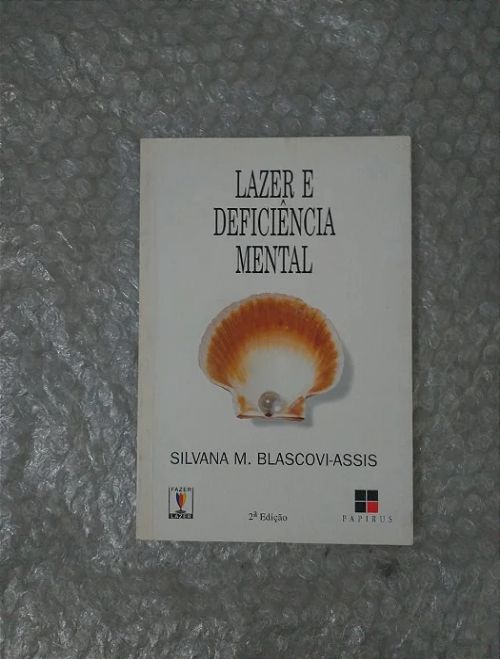 LAZER E
DEFICIÊNCIA
MENTAL
SILVANA M. BLASCOVI-ASSIS
FAZER
LAZER
2ª Edição
PAPIRUS